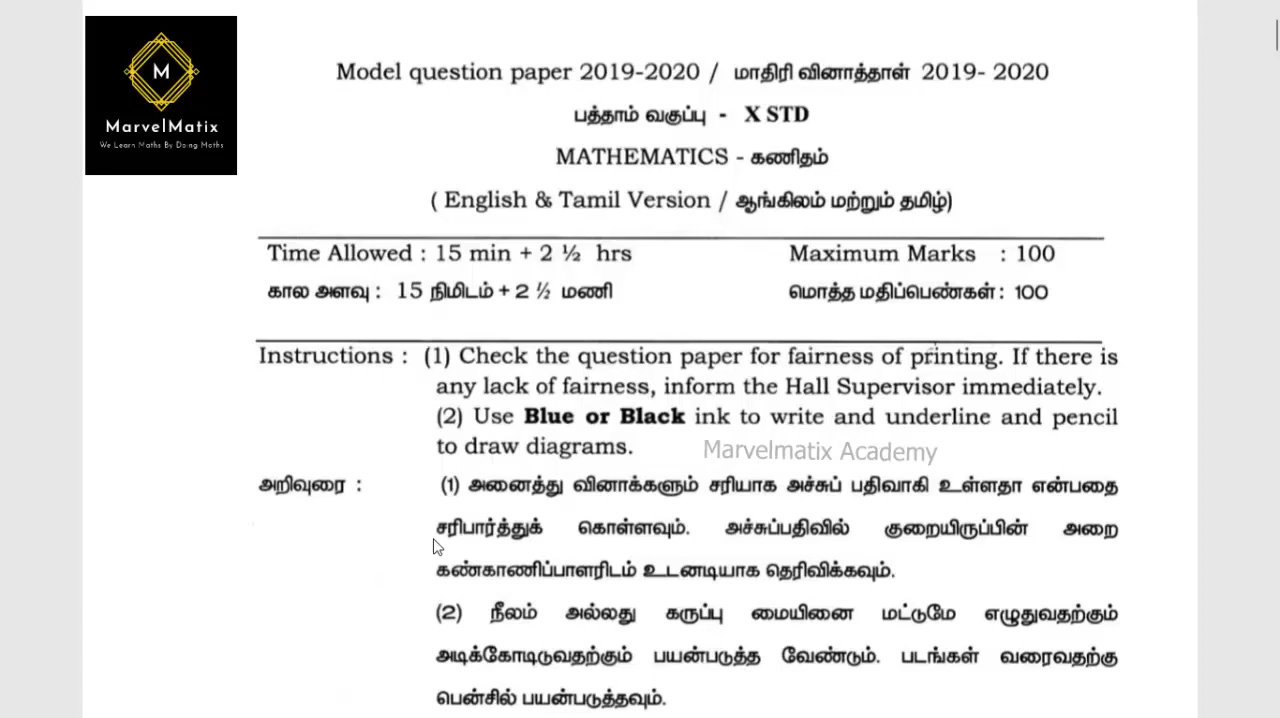 M
MarvelMatix
We Learn Maths By Doing Maths
Model question paper 2019-2020 / மாதிரி வினாத்தாள் 2019- 2020
பத்தாம் வகுப்பு - X STD
MATHEMATICS - கணிதம்
( English & Tamil Version / ஆங்கிலம் மற்றும் தமிழ்)
Time Allowed : 15 min + 2 ½ hrs Maximum Marks : 100
கால அளவு : 15 நிமிடம் + 2 ½ மணி மொத்த மதிப்பெண்கள் : 100
Instructions : (1) Check the question paper for fairness of printing. If there is
any lack of fairness, inform the Hall Supervisor immediately.
(2) Use Blue or Black ink to write and underline and pencil
to draw diagrams.
Marvelmatix Academy
அறிவுரை : (1) அனைத்து வினாக்களும் சரியாக அச்சுப் பதிவாகி உள்ளதா என்பதை
சரிபார்த்துக் கொள்ளவும். அச்சுப்பதிவில் குறையிருப்பின் அறை
கண்காணிப்பாளரிடம் உடனடியாக தெரிவிக்கவும்.
(2) நீலம் அல்லது கருப்பு மையினை மட்டுமே எழுதுவதற்கும்
அடிக்கோடிடுவதற்கும் பயன்படுத்த வேண்டும். படங்கள் வரைவதற்கு
பென்சில் பயன்படுத்தவும்.